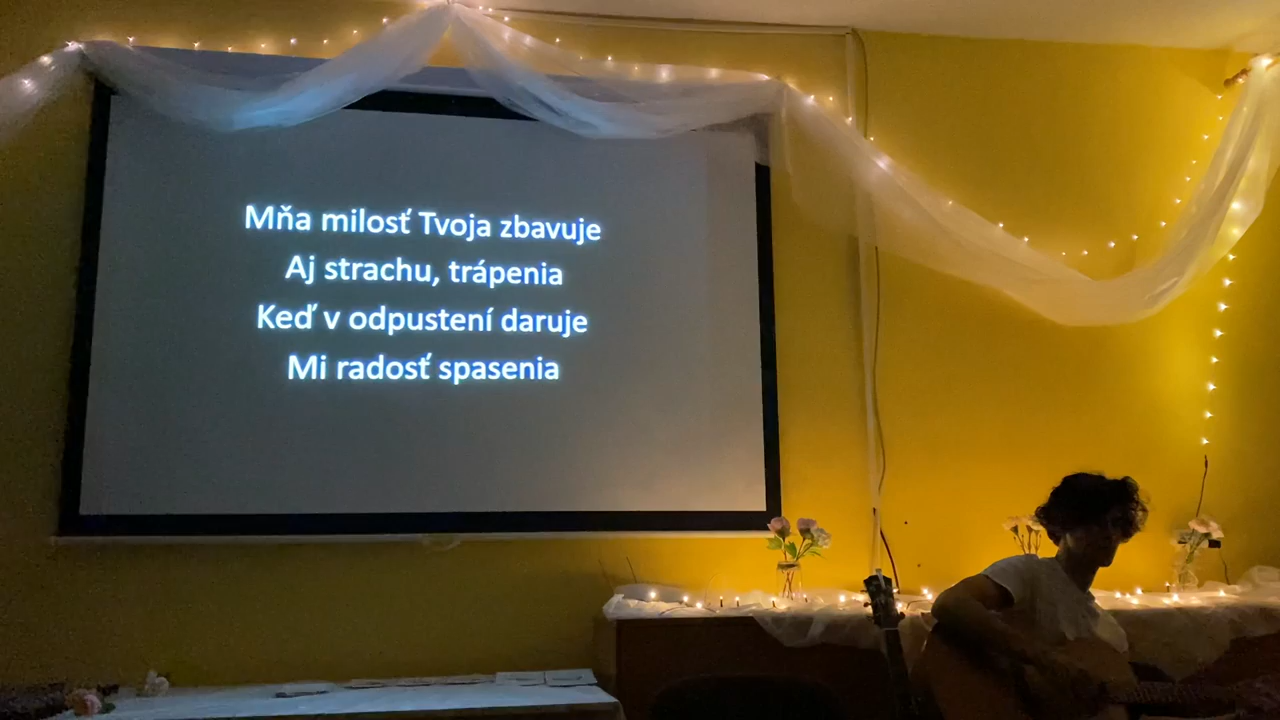 Mňa milosť Tvoja zbavuje
Aj strachu, trápenia
Keď v odpustení daruje
Mi radosť spasenia